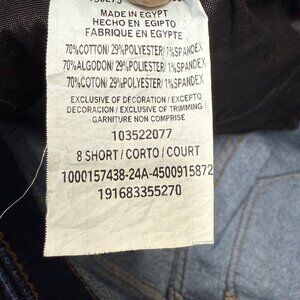 MADE IN EGYPT
HECHO EN EGIPTO
FABRIQUE EN EGYPTE
70%COTTON/ 29%POLYESTER/ 1%SPANDEX
70%ALGODON/ 29%POLIESTER/ 1%SPANDEX
70%COTON/ 29%POLYESTER/ 1%SPANDEX
EXCLUSIVE OF DECORATION / EXCEPTO
DECORACION / EXCLUSIVE OF TRIMMING
GARNITURE NON COMPRISE
103522077
8 SHORT / CORTO / COURT
1000157438-24A-4500915872
191683355270